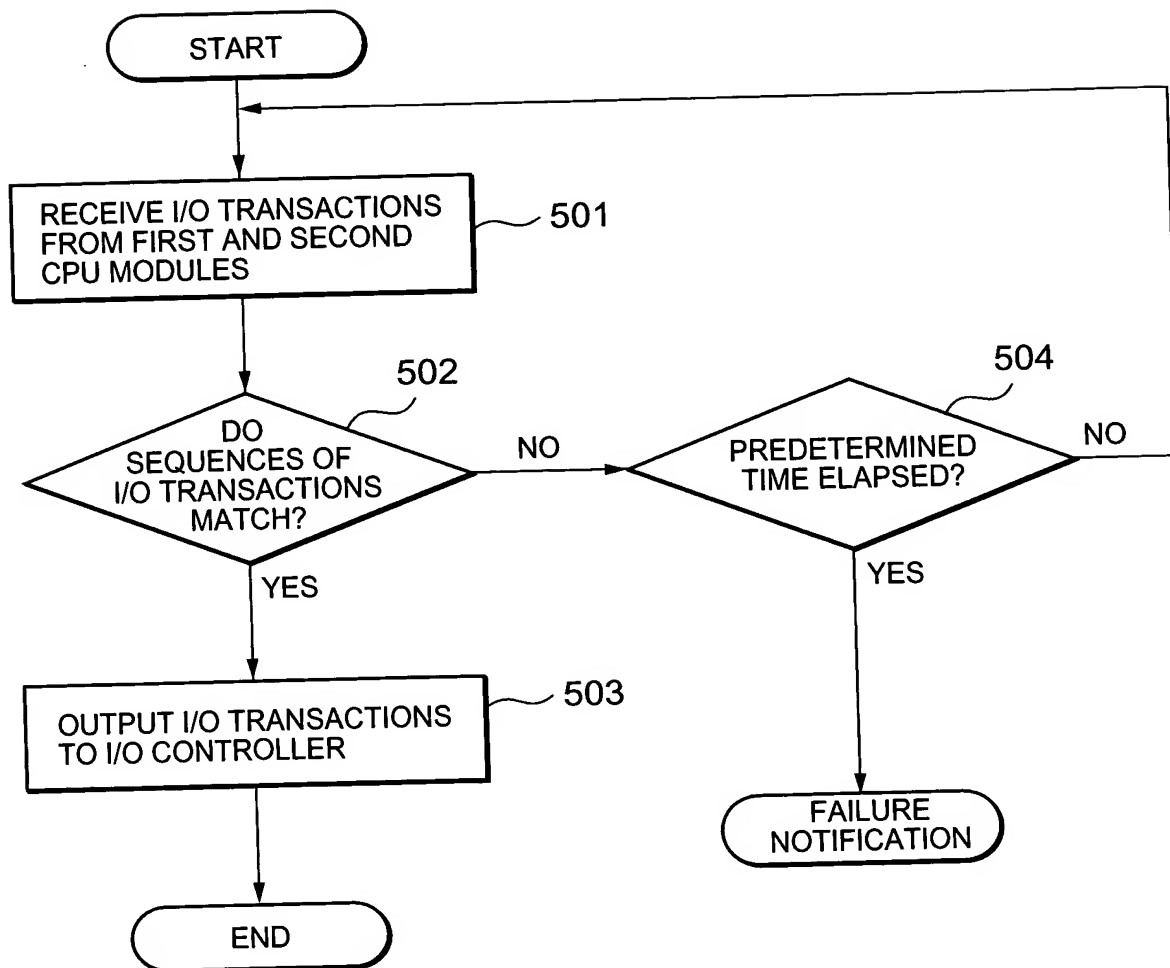 START
RECEIVE I/O TRANSACTIONS
FROM FIRST AND SECOND
CPU MODULES
501
502
DO
SEQUENCES OF
I/O TRANSACTIONS
MATCH?
NO
504
PREDETERMINED
TIME ELAPSED?
NO
YES
YES
503
OUTPUT I/O TRANSACTIONS
TO I/O CONTROLLER
FAILURE
NOTIFICATION
END